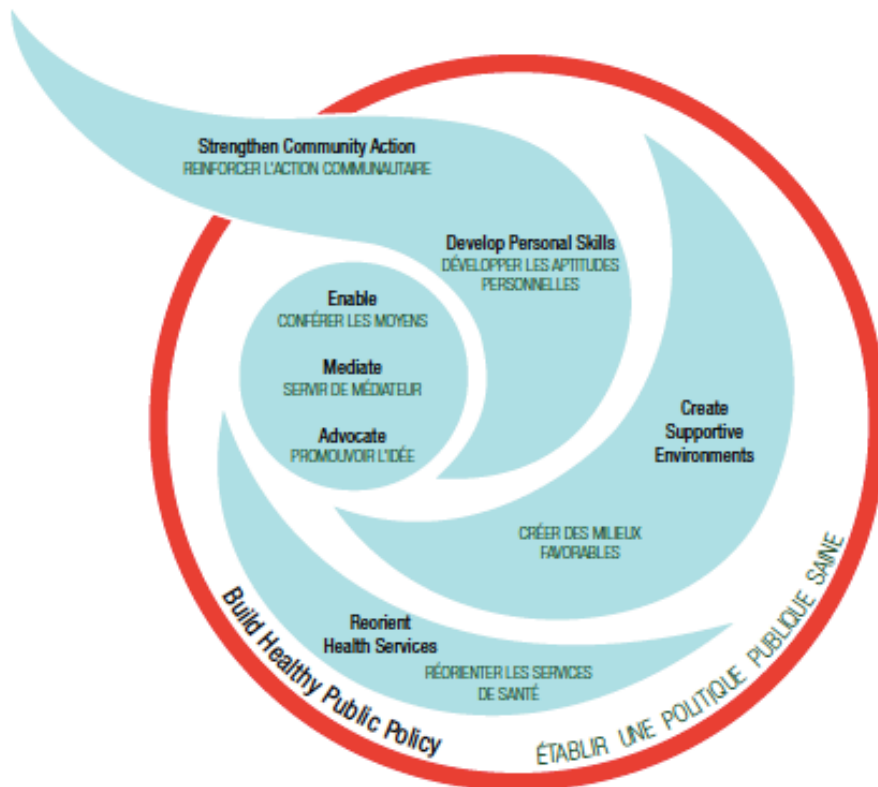 Strengthen Community Action
REINFORCER L'ACTION COMMUNAUTAIRE
Develop Personal Skills
DÉVELOPPER LES APTITUDES
PERSONNELLES
Enable
CONFÉRER LES MOYENS
Mediate
SERVIR DE MÉDIATEUR
Advocate
PROMOUVOIR L'IDÉE
Create
Supportive
Environments
CRÉER DES MILIEUX
FAVORABLES
Reorient
Health Services
RÉORIENTER LES SERVICES
DE SANTÉ
Build Healthy Public Policy
ÉTABLIR UNE POLITIQUE PUBLIQUE SAINE